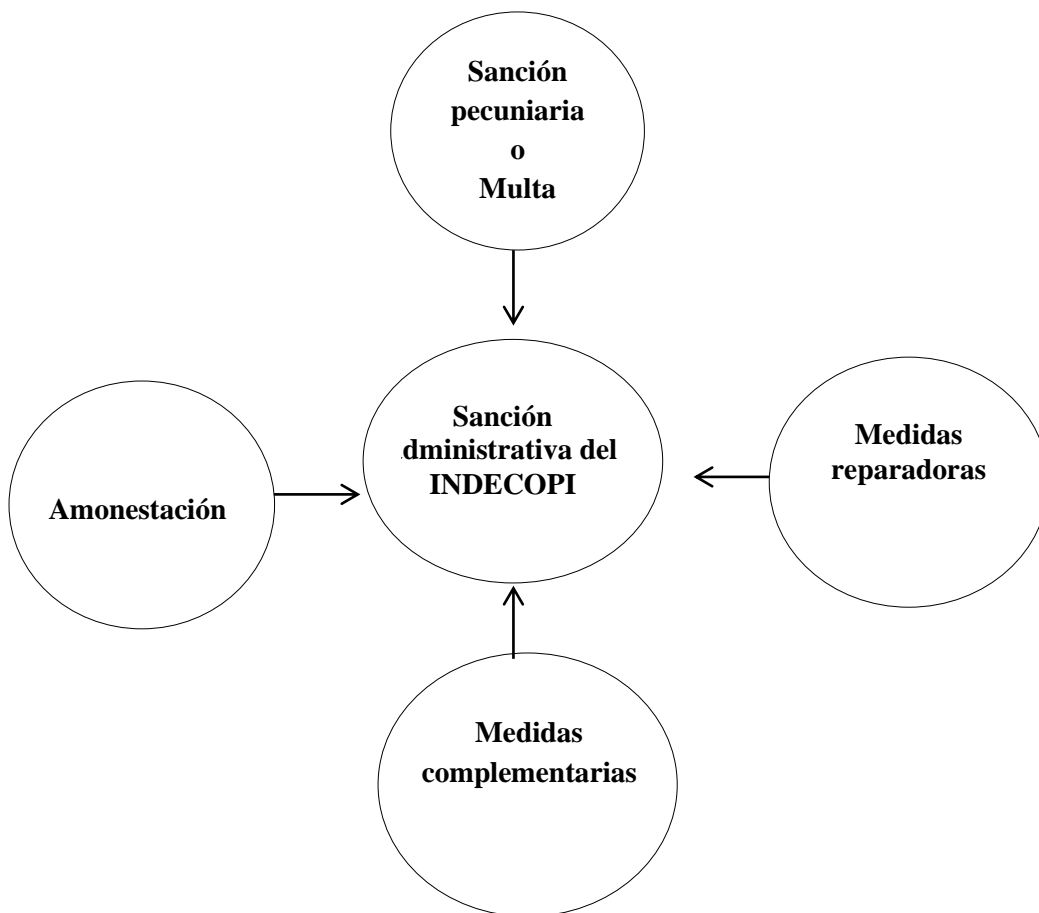 Sanción
pecuniaria
o
Multa
Sanción
dministrativa del
INDECOPI
Medidas
reparadoras
Amonestación
Medidas
complementarias